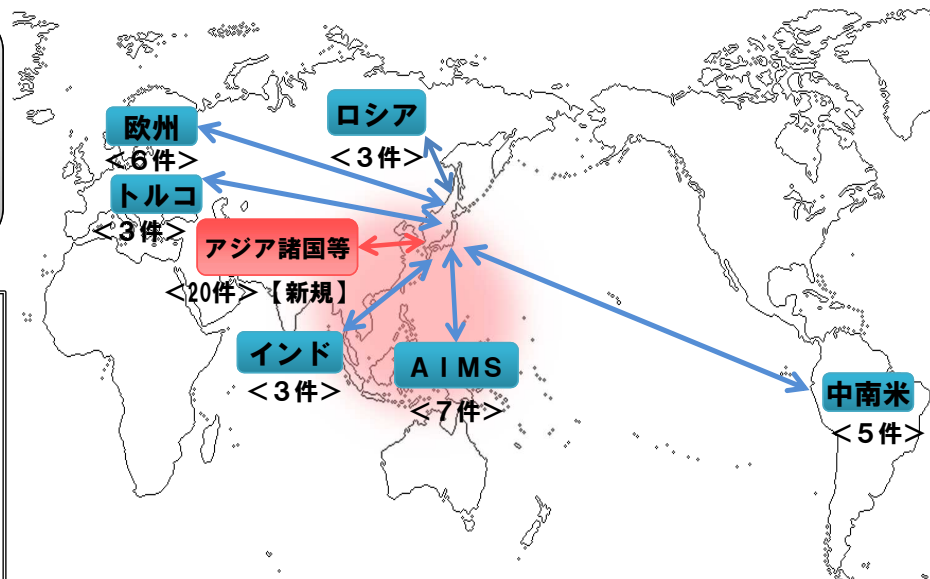 欧州
<6件>
ロシア
<3件>
トルコ
<3件>
アジア諸国等
<20件>【新規】
インド
<3件>
ＡＩＭＳ
<７件>
中南米
<５件>